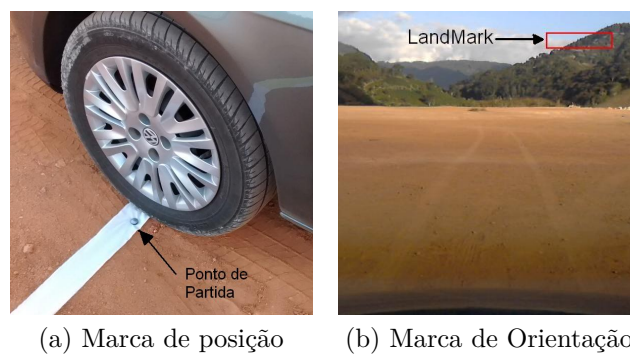 LandMark
Ponto de
Partida
(a) Marca de posição
(b) Marca de Orientação